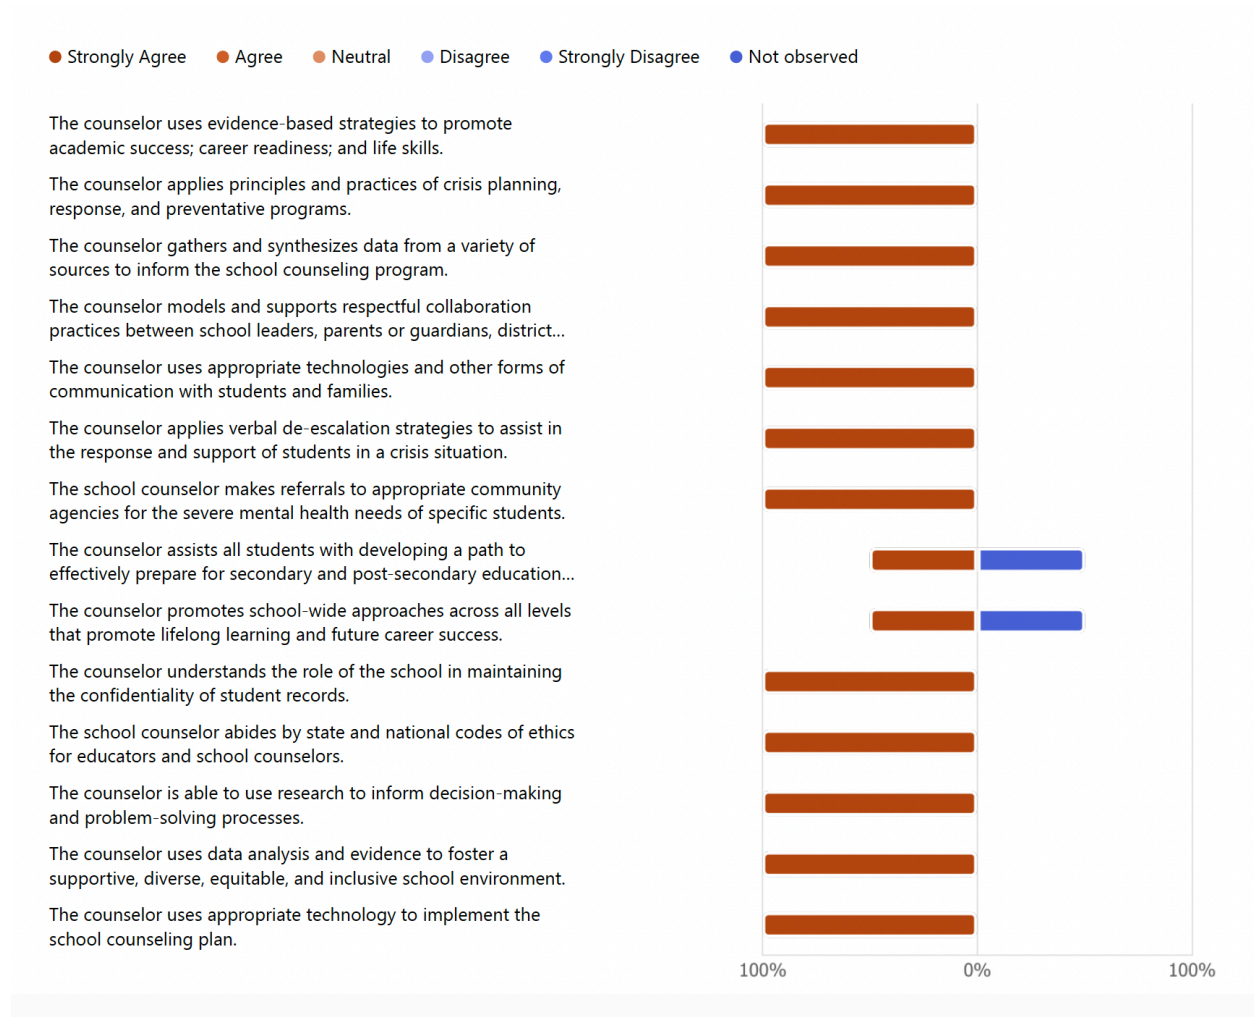 Strongly Agree Agree Neutral Disagree Strongly Disagree Not observed
The counselor uses evidence-based strategies to promote
academic success; career readiness; and life skills.
The counselor applies principles and practices of crisis planning,
response, and preventative programs.
The counselor gathers and synthesizes data from a variety of
sources to inform the school counseling program.
The counselor models and supports respectful collaboration
practices between school leaders, parents or guardians, district...
The counselor uses appropriate technologies and other forms of
communication with students and families.
The counselor applies verbal de-escalation strategies to assist in
the response and support of students in a crisis situation.
The school counselor makes referrals to appropriate community
agencies for the severe mental health needs of specific students.
The counselor assists all students with developing a path to
effectively prepare for secondary and post-secondary education...
The counselor promotes school-wide approaches across all levels
that promote lifelong learning and future career success.
The counselor understands the role of the school in maintaining
the confidentiality of student records.
The school counselor abides by state and national codes of ethics
for educators and school counselors.
The counselor is able to use research to inform decision-making
and problem-solving processes.
The counselor uses data analysis and evidence to foster a
supportive, diverse, equitable, and inclusive school environment.
The counselor uses appropriate technology to implement the
school counseling plan.
100% 0% 100%